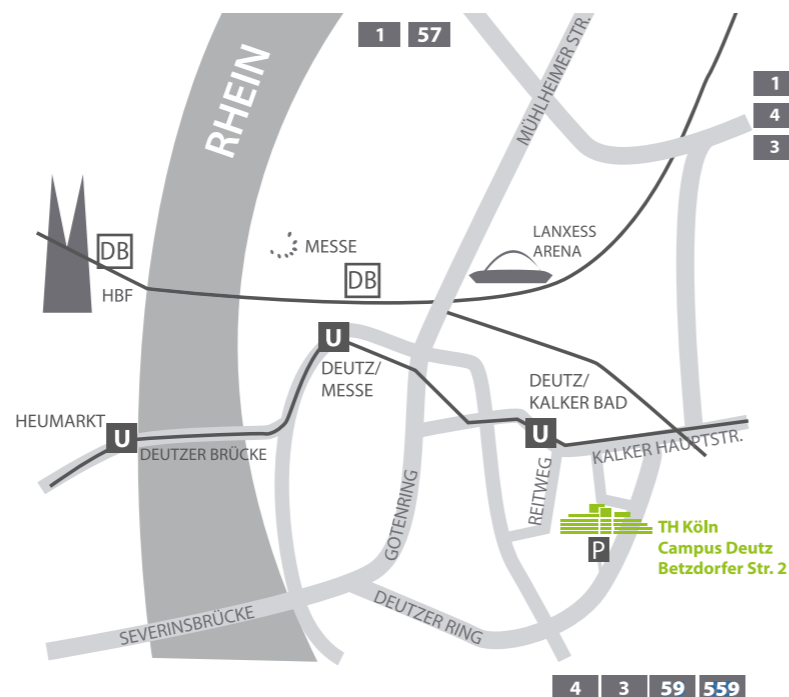 1 57
1
4
3
RHEIN
MÜHLHEIMER STR.
LANXESS
ARENA
MESSE
DB
HBF
DB
U
DEUTZ/
MESSE
DEUTZ/
KALKER BAD
HEUMARKT
U
U
DEUTZER BRÜCKE
KALKER HAUPTSTR.
REITWEG
GOTENRING
P
TH Köln
Campus Deutz
Betzdorfer Str. 2
SEVERINSBRÜCKE
DEUTZER RING
4 3 59 559